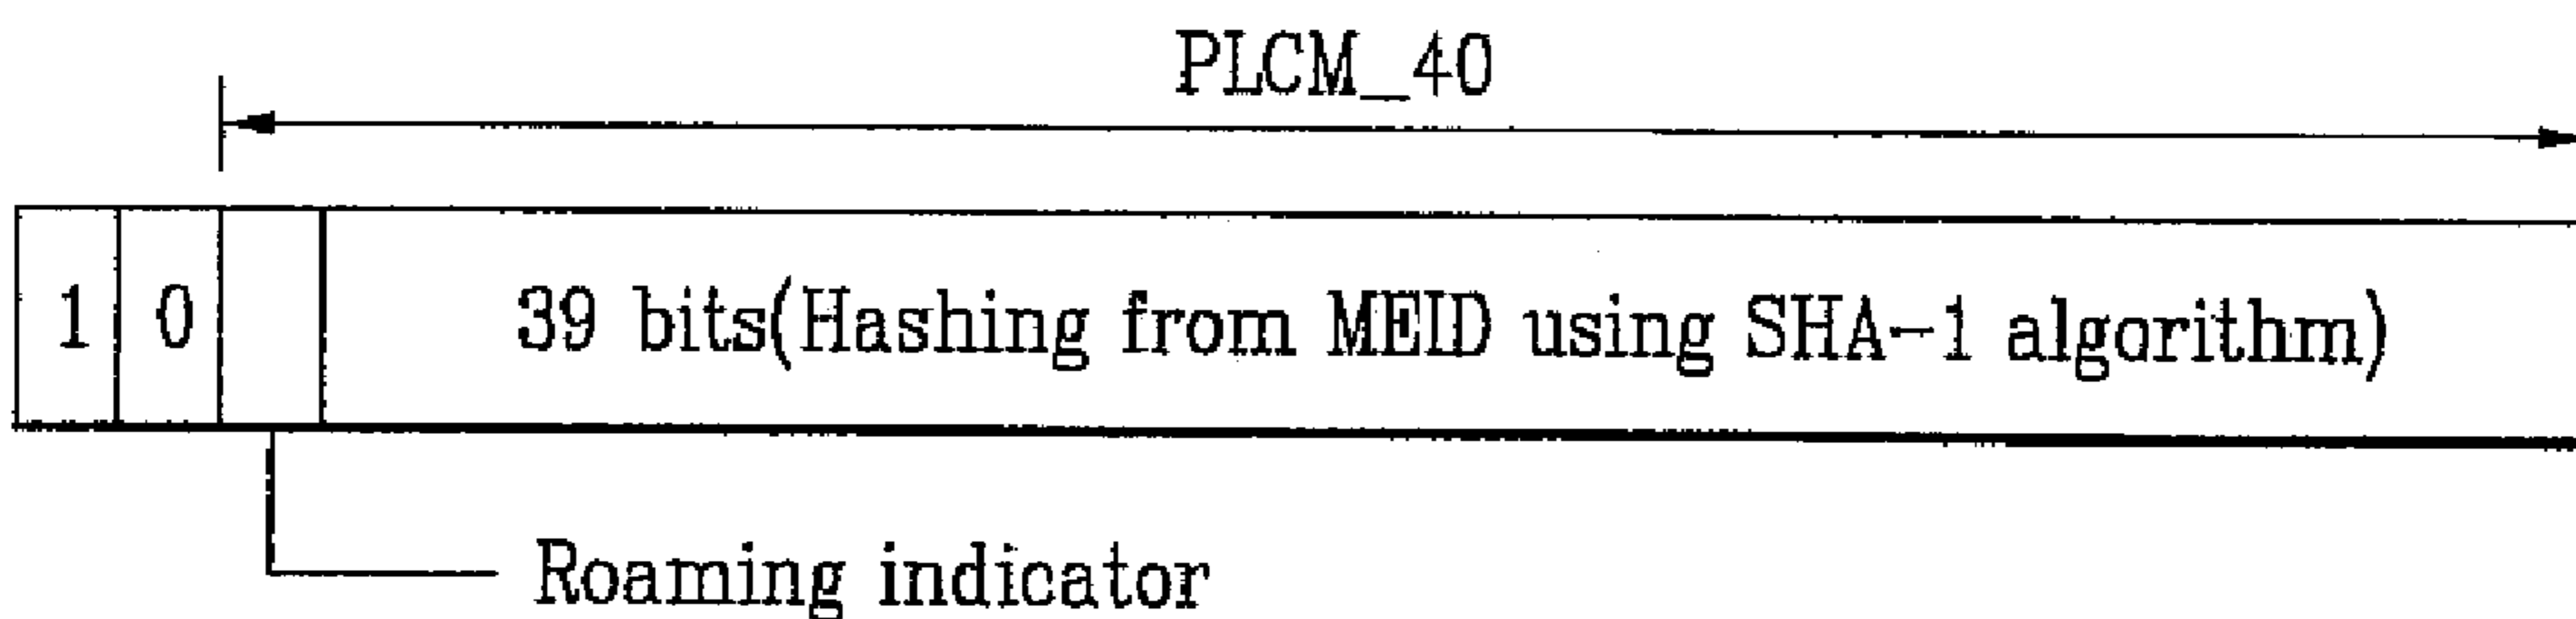 PLCM_40
1 0 39 bits(Hashing from MEID using SHA-1 algorithm)
Roaming indicator